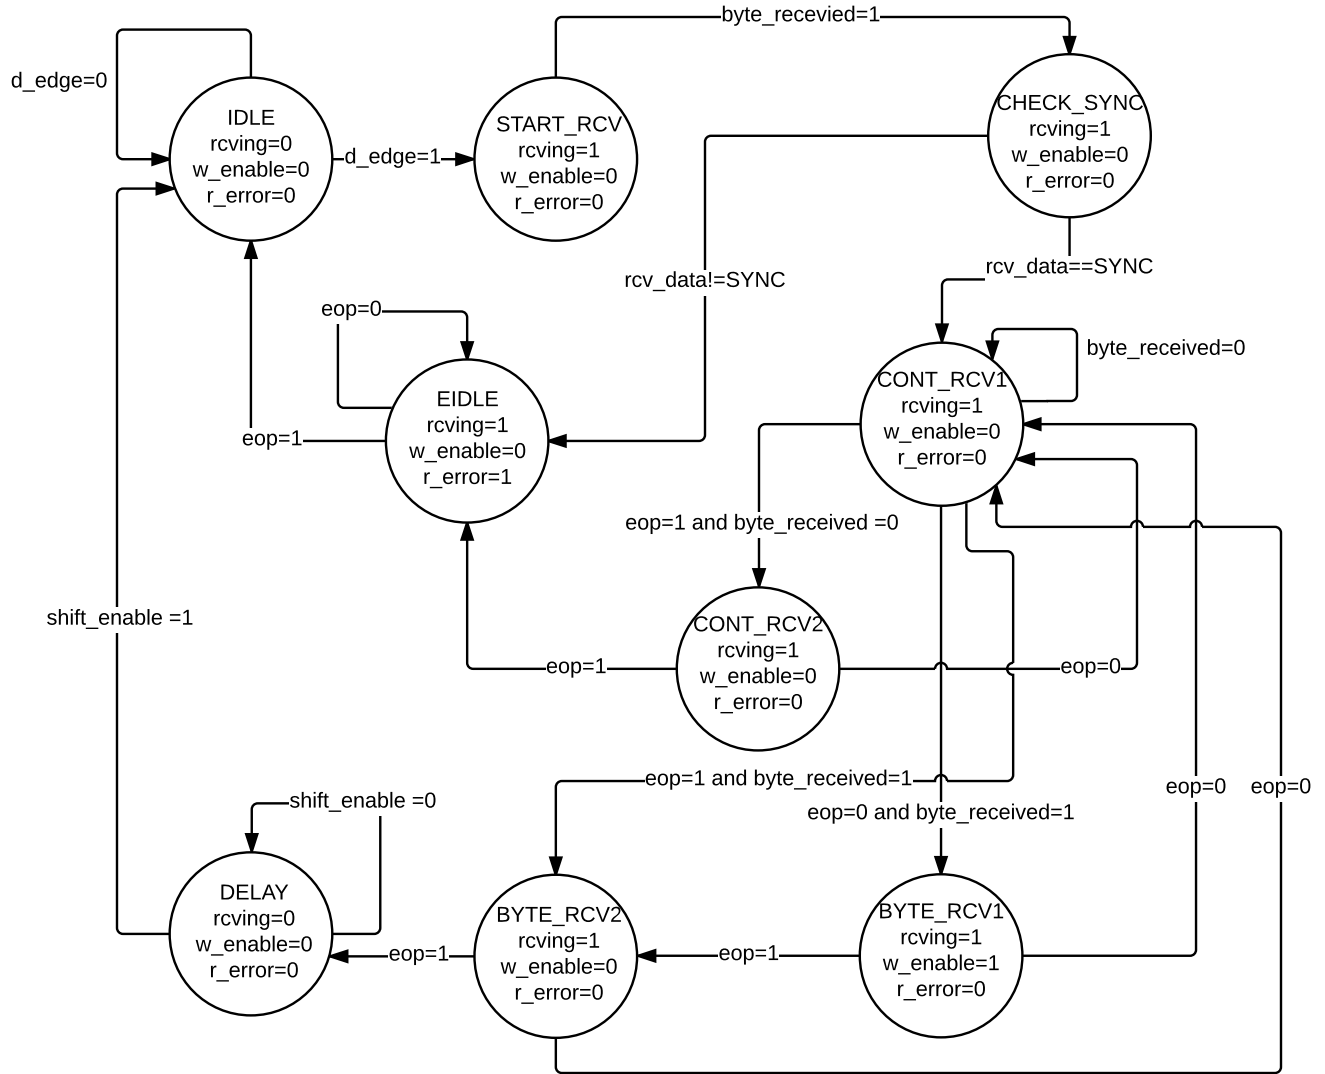 byte_recevied=1
d_edge=0
IDLE
rcving=0
w_enable=0
r_error=0
d_edge=1
START_RCV
rcving=1
w_enable=0
r_error=0
CHECK_SYNC
rcving=1
w_enable=0
r_error=0
rcv_data!=SYNC
rcv_data==SYNC
eop=0
byte_received=0
EIDLE
rcving=1
w_enable=0
r_error=1
eop=1
CONT_RCV1
rcving=1
w_enable=0
r_error=0
eop=1 and byte_received =0
shift_enable =1
CONT_RCV2
rcving=1
w_enable=0
r_error=0
eop=1
eop=0
eop=1 and byte_received=1
eop=0
eop=0
shift_enable =0
eop=0 and byte_received=1
DELAY
rcving=0
w_enable=0
r_error=0
eop=1
BYTE_RCV2
rcving=1
w_enable=0
r_error=0
eop=1
BYTE_RCV1
rcving=1
w_enable=1
r_error=0